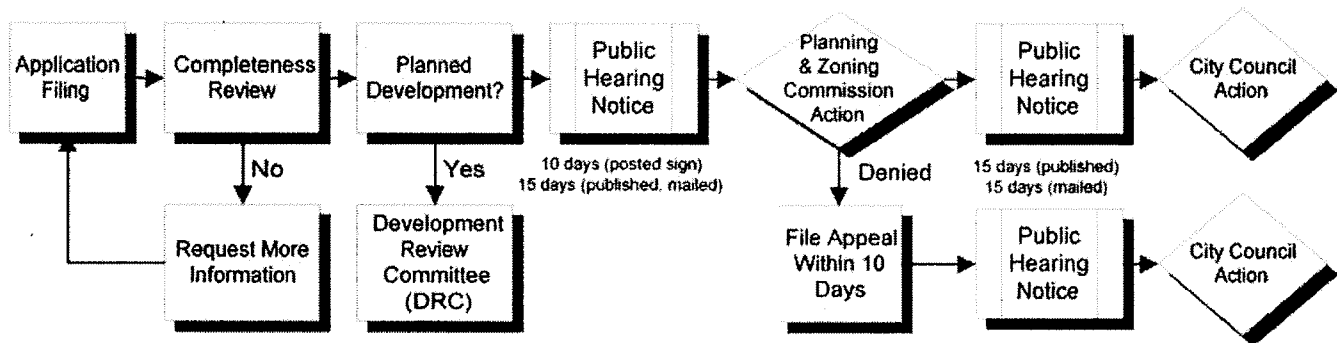 Application
Filing
Completeness
Review
Planned
Development?
Public
Hearing
Notice
Planning
& Zoning
Commission
Action
Public
Hearing
Notice
City Council
Action
No
Yes
10 days (posted sign)
15 days (published, mailed)
Denied
15 days (published)
15 days (mailed)
Request More
Information
Development
Review
Committee
(DRC)
File Appeal
Within 10
Days
Public
Hearing
Notice
City Council
Action